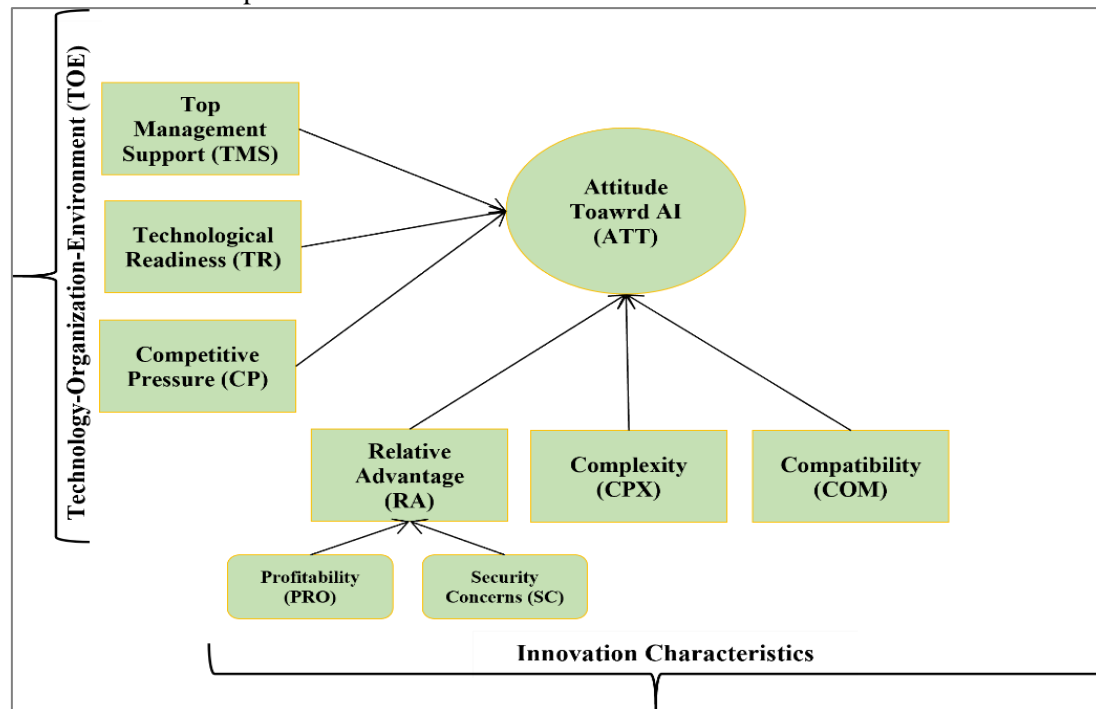 Technology-Organization-Environment (TOE)
Top
Management
Support (TMS)
Technological
Readiness (TR)
Competitive
Pressure (CP)
Attitude
Toawrd AI
(ATT)
Relative
Advantage
(RA)
Complexity
(CPX)
Compatibility
(COM)
Profitability
(PRO)
Security
Concerns (SC)
Innovation Characteristics